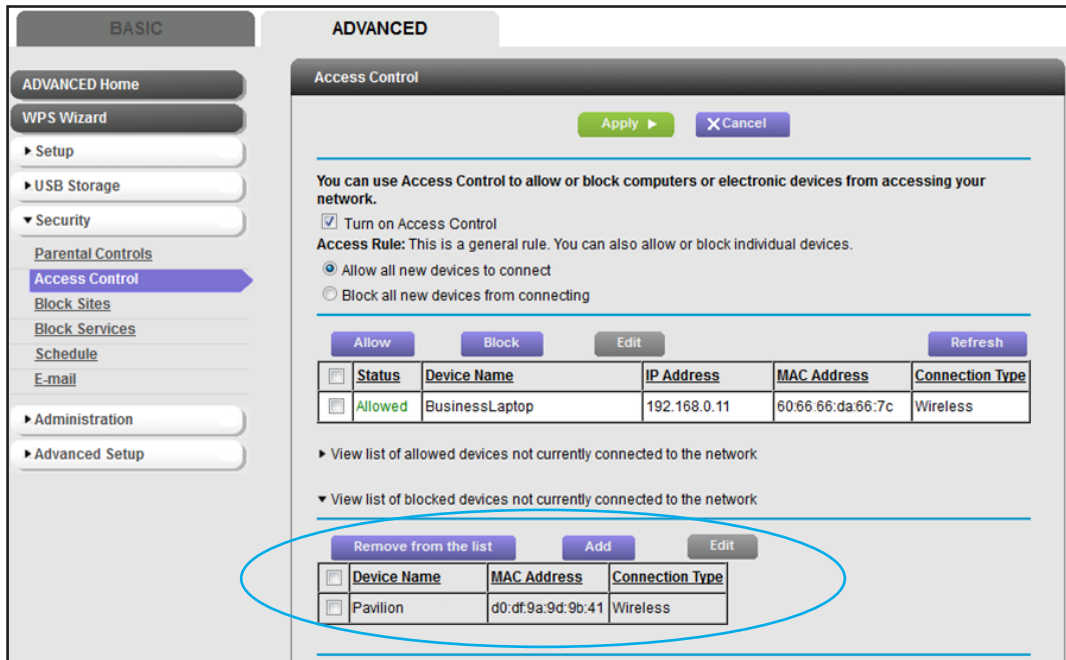 BASIC
ADVANCED
ADVANCED Home
WPS Wizard
Setup
USB Storage
Security
Parental Controls
Access Control
Block Sites
Block Services
Schedule
E-mail
Administration
Advanced Setup
Access Control
Apply
Cancel
You can use Access Control to allow or block computers or electronic devices from accessing your
network.
Turn on Access Control
Access Rule: This is a general rule. You can also allow or block individual devices.
Allow all new devices to connect
Block all new devices from connecting
Allow Block Edit Refresh
Status Device Name IP Address MAC Address Connection Type
Allowed BusinessLaptop 192.168.0.11 60:66:66:da:66:7c Wireless
View list of allowed devices not currently connected to the network
View list of blocked devices not currently connected to the network
Remove from the list Add Edit
Device Name MAC Address Connection Type
Pavilion d0:df:9a:9d:9b:41 Wireless